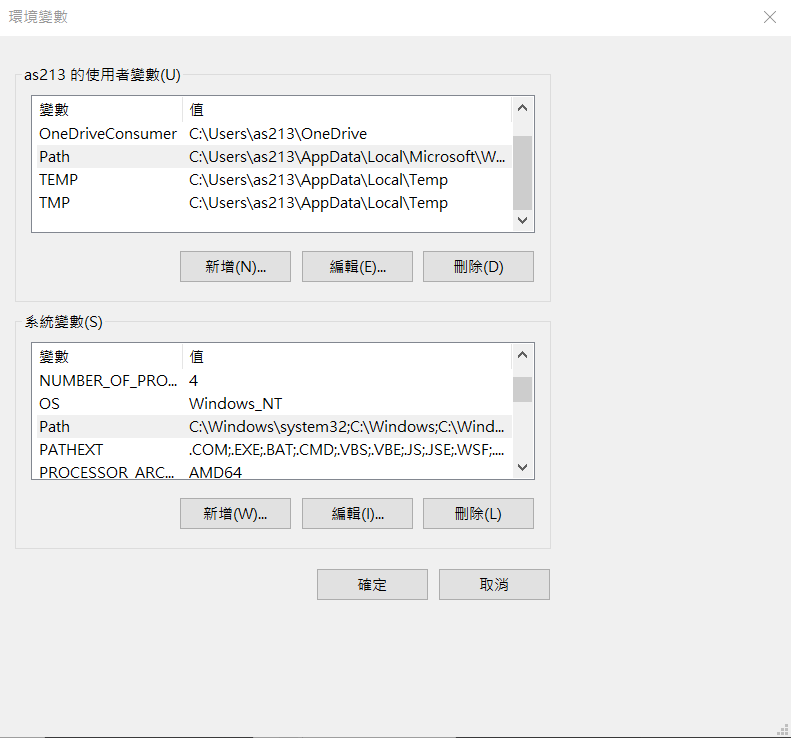 環境變數
as213 的使用者變數(U)
變數 值
OneDriveConsumer C:\Users\as213\OneDrive
Path C:\Users\as213\AppData\Local\Microsoft\W...
TEMP C:\Users\as213\AppData\Local\Temp
TMP C:\Users\as213\AppData\Local\Temp
新增(N)... 編輯(E)... 刪除(D)
系統變數(S)
變數 值
NUMBER_OF_PRO... 4
OS Windows_NT
Path C:\Windows\system32;C:\Windows;C:\Wind...
PATHEXT .COM;.EXE;.BAT;.CMD;.VBS;.VBE;.JS;.JSE;.WSF;....
PROCESSOR_ARC... AMD64
新增(W)... 編輯(I)... 刪除(L)
確定 取消